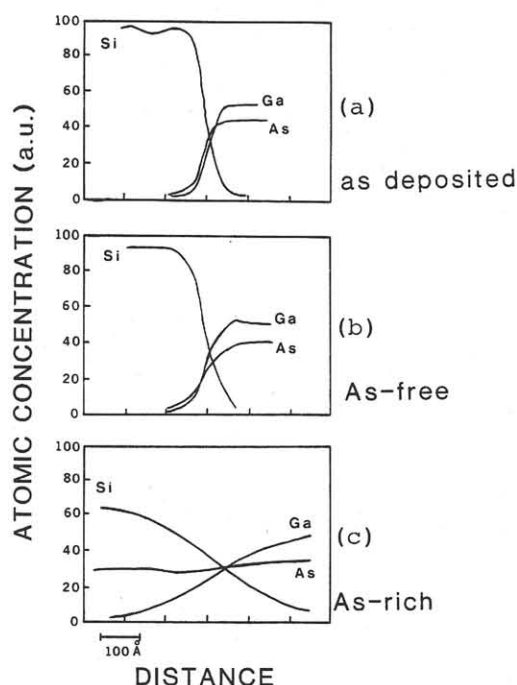 ATOMIC CONCENTRATION (a.u.)
100
80
60
40
20
0
Si
Ga
As
(a)
as deposited
100
80
60
40
20
0
Si
Ga
As
(b)
As-free
100
80
60
40
20
0
Si
Ga
As
(c)
As-rich
100 Å
DISTANCE